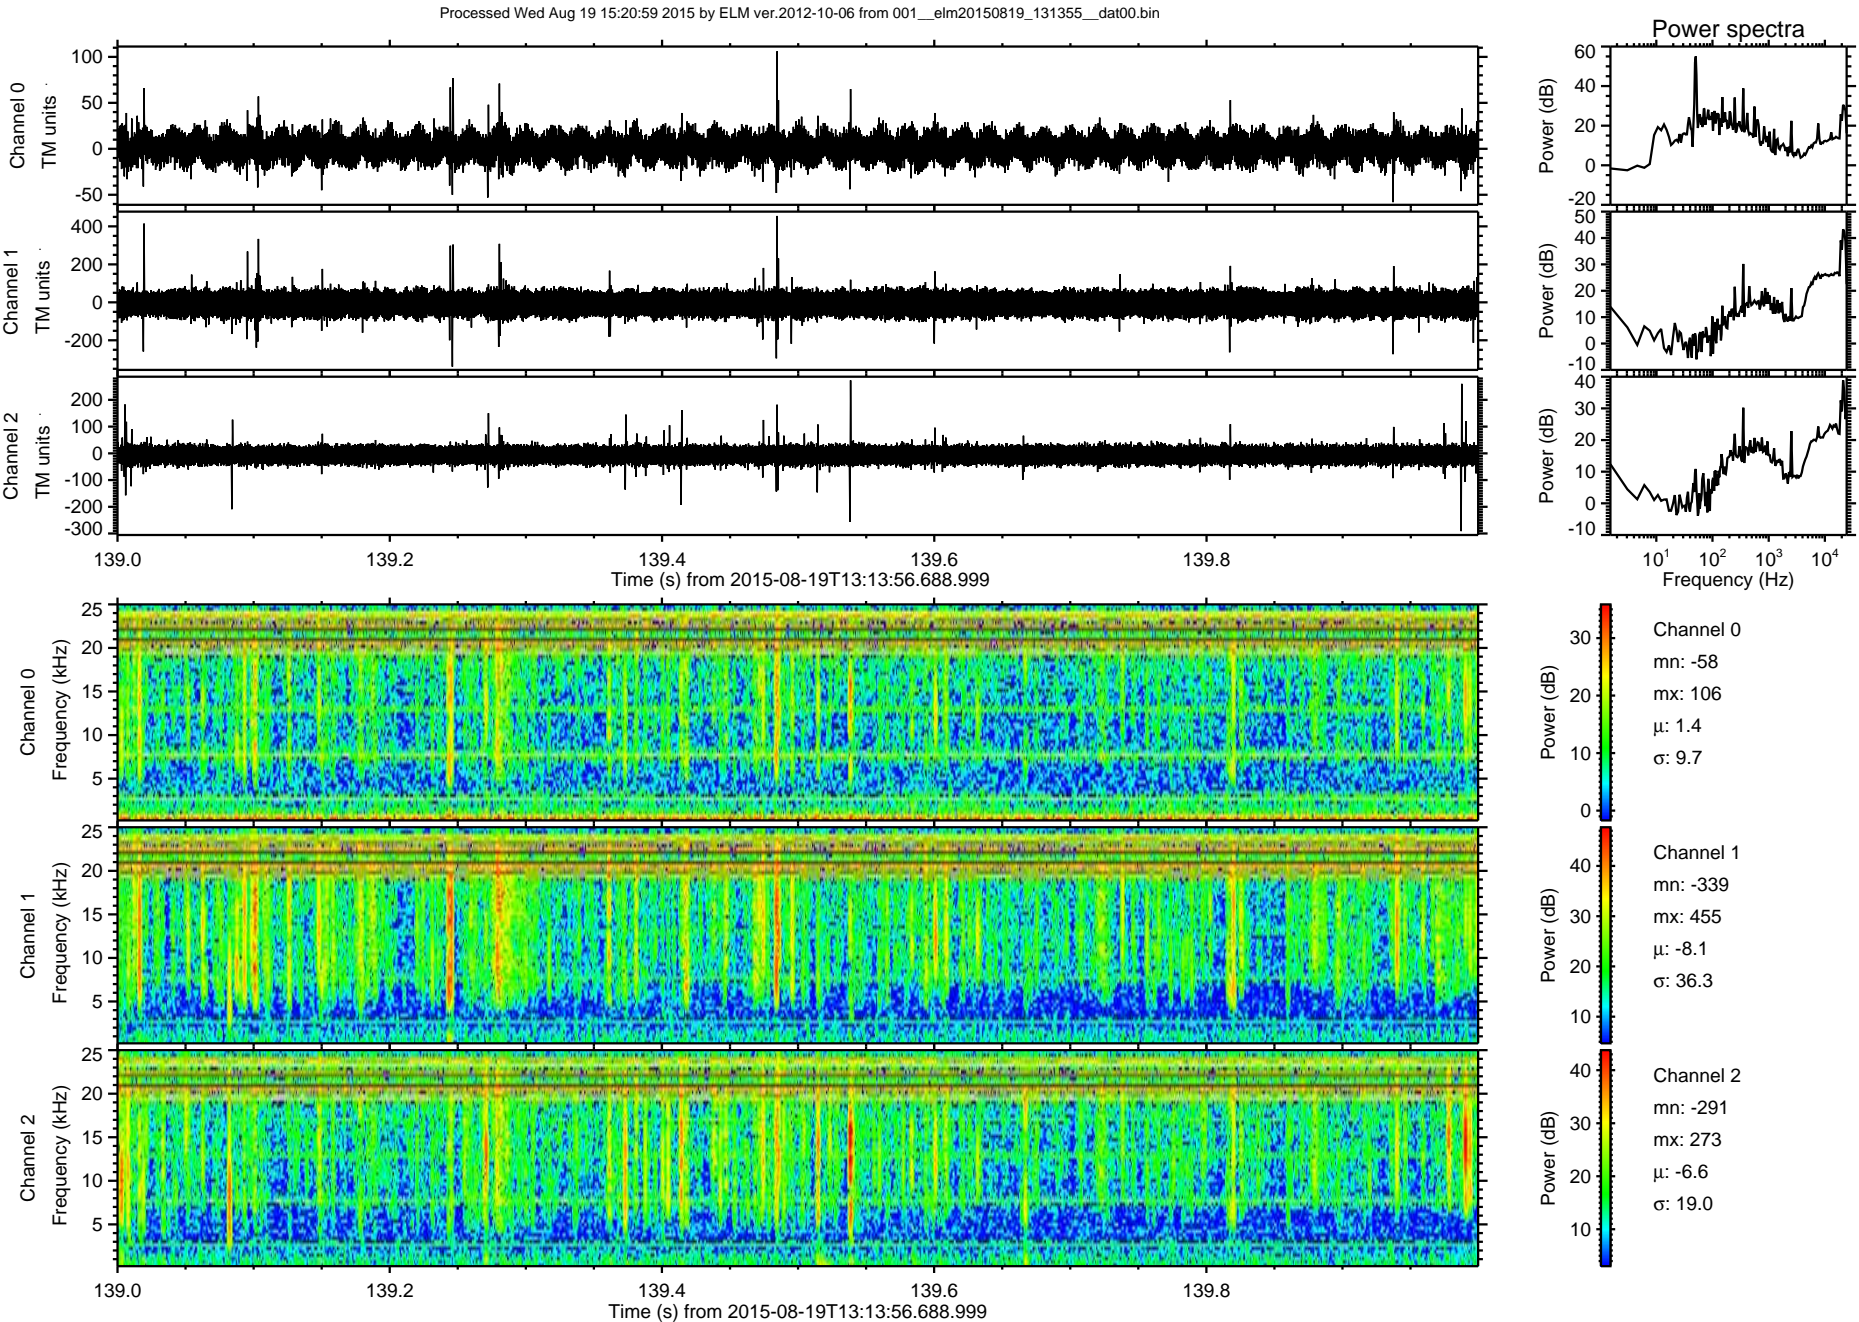 Processed Wed Aug 19 15:20:59 2015 by ELM ver.2012-10-06 from 001__elm20150819_131355__dat00.bin
Power spectra
Channel 0
TM units
100
50
0
-50
Power (dB)
60
40
20
0
-20
Channel 1
TM units
400
200
0
-200
Power (dB)
50
40
30
20
10
0
-10
Channel 2
TM units
200
100
0
-100
-200
-300
Power (dB)
40
30
20
10
0
-10
139.0 139.2 139.4 139.6 139.8
Time (s) from 2015-08-19T13:13:56.688.999
10^1 10^2 10^3 10^4
Frequency (Hz)
Channel 0
Frequency (kHz)
25
20
15
10
5
Power (dB)
30
20
10
0
Channel 0
mn: -58
mx: 106
μ: 1.4
σ: 9.7
Channel 1
Frequency (kHz)
25
20
15
10
5
Power (dB)
40
30
20
10
Channel 1
mn: -339
mx: 455
μ: -8.1
σ: 36.3
Channel 2
Frequency (kHz)
25
20
15
10
5
Power (dB)
40
30
20
10
Channel 2
mn: -291
mx: 273
μ: -6.6
σ: 19.0
139.0 139.2 139.4 139.6 139.8
Time (s) from 2015-08-19T13:13:56.688.999